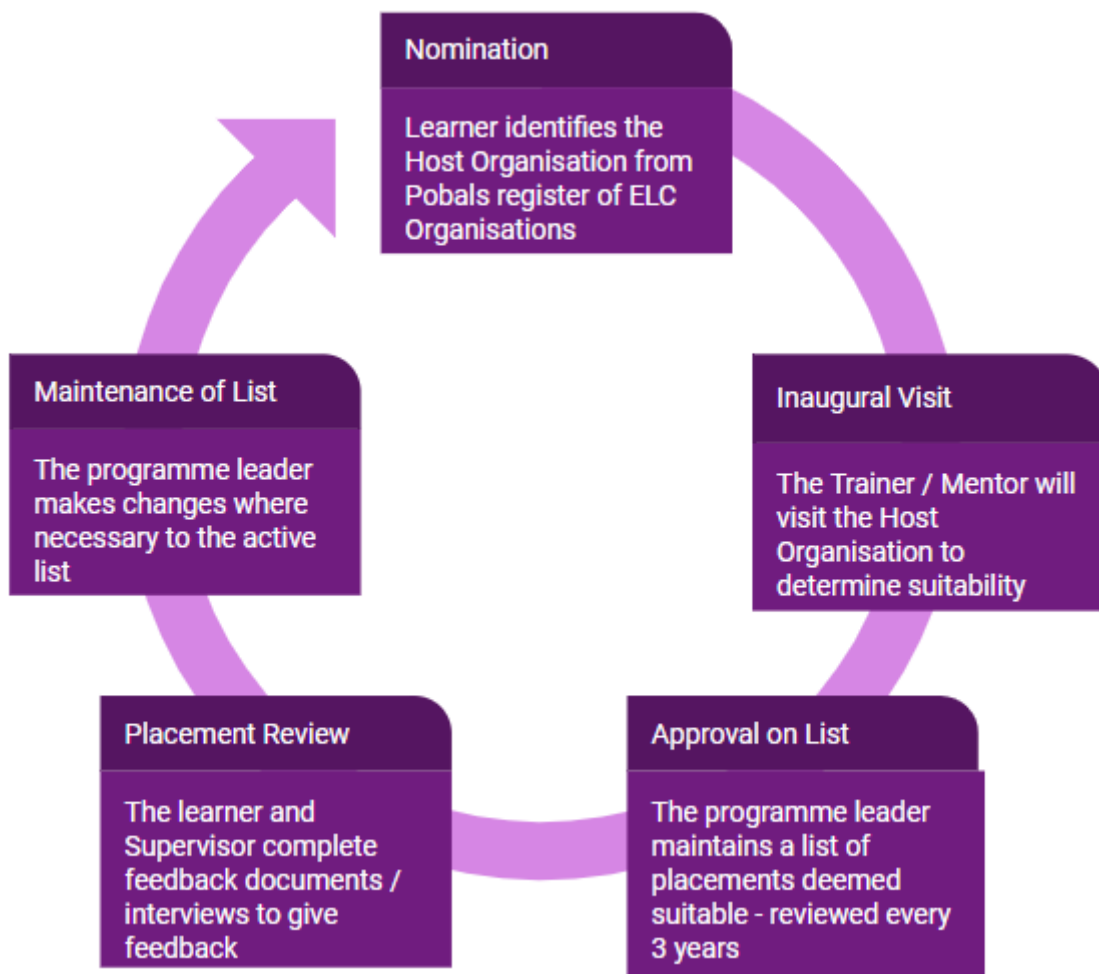 Nomination
Learner identifies the
Host Organisation from
Pobals register of ELC
Organisations
Inaugural Visit
The Trainer / Mentor will
visit the Host
Organisation to
determine suitability
Approval on List
The programme leader
maintains a list of
placements deemed
suitable - reviewed every
3 years
Placement Review
The learner and
Supervisor complete
feedback documents /
interviews to give
feedback
Maintenance of List
The programme leader
makes changes where
necessary to the active
list